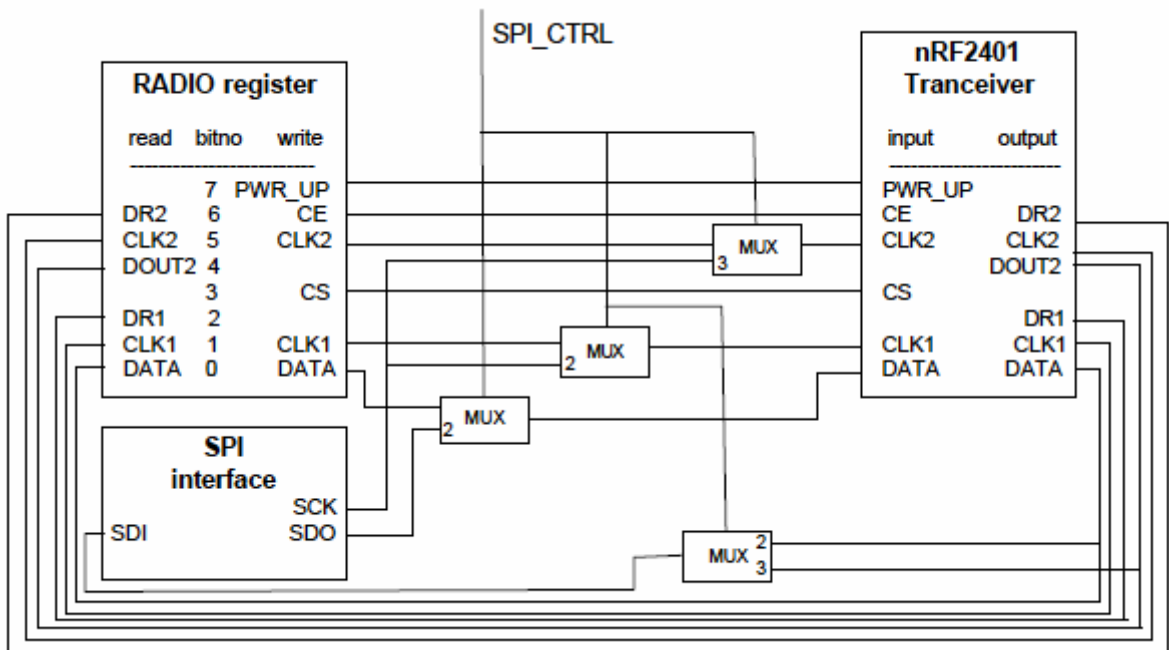 SPI_CTRL
RADIO register
read bitno write
7 PWR_UP
DR2 6 CE
CLK2 5 CLK2
DOUT2 4
3 CS
DR1 2
CLK1 1 CLK1
DATA 0 DATA
SPI
interface
SCK
SDI SDO
MUX
3
MUX
2
MUX
2
MUX
2
3
nRF2401
Tranceiver
input output
PWR_UP
CE DR2
CLK2 CLK2
DOUT2
CS
DR1
CLK1 CLK1
DATA DATA